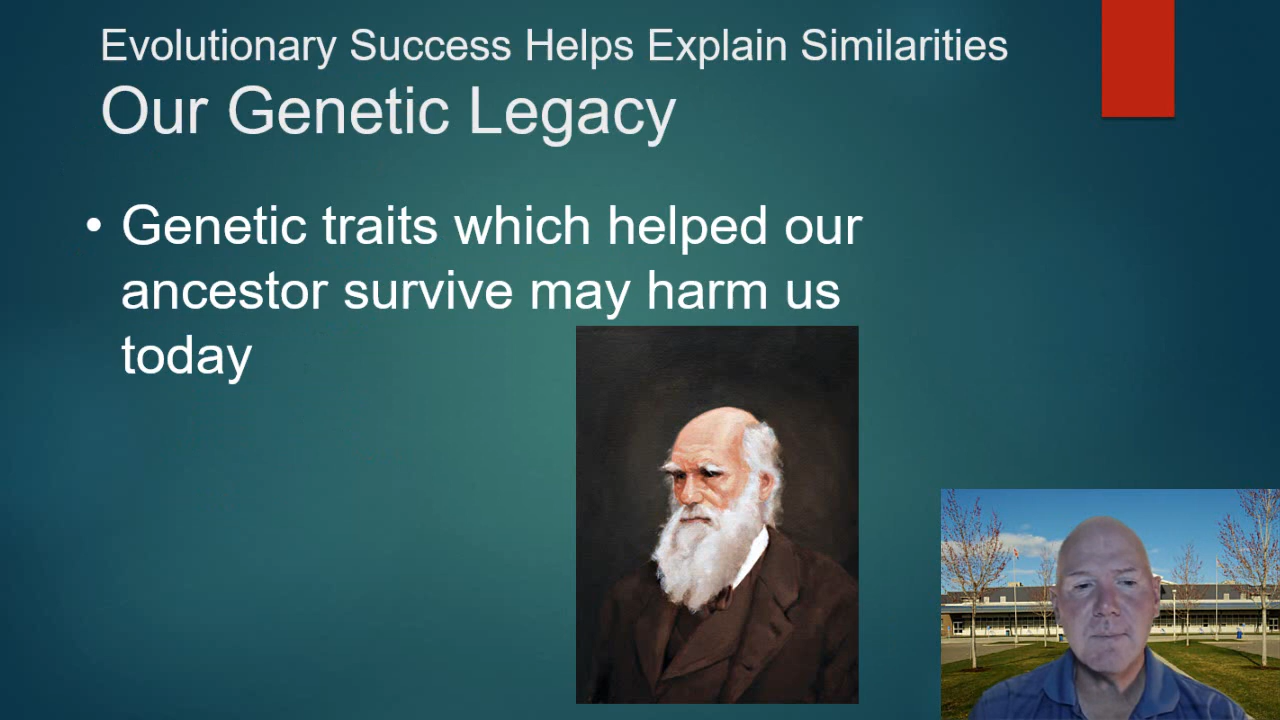 Evolutionary Success Helps Explain Similarities
Our Genetic Legacy
• Genetic traits which helped our
ancestor survive may harm us
today